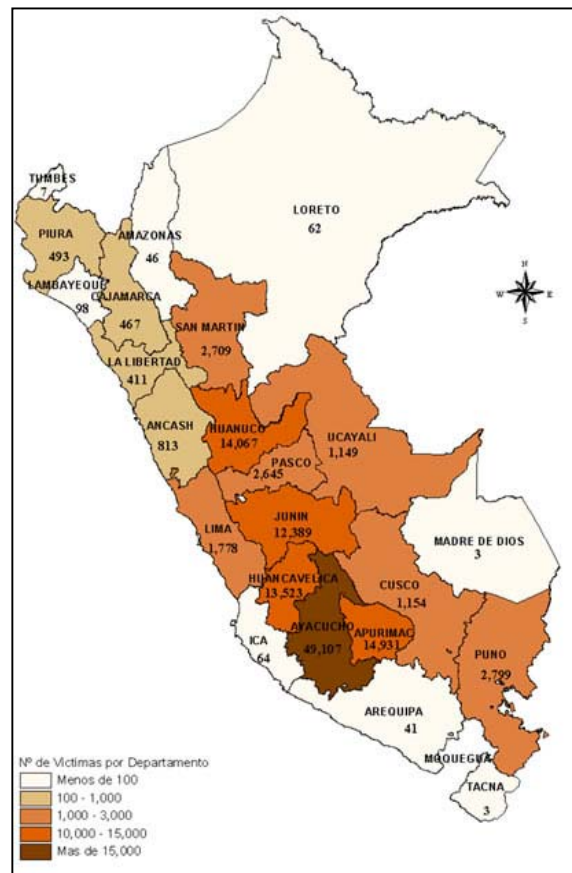 TUMBES
7
PIURA
493
AMAZONAS
46
LORETO
62
LAMBAYEQUE
98
CAJAMARCA
467
N
W E
S
SAN MARTIN
2,709
LA LIBERTAD
411
ANCASH
813
HUANUCO
14,067
UCAYALI
1,149
PASCO
2,645
LIMA
1,778
JUNIN
12,389
MADRE DE DIOS
3
HUANCAVELICA
13,523
CUSCO
1,154
ICA
64
AYACUCHO
49,107
APURIMAC
14,931
PUNO
2,799
AREQUIPA
41
MOQUEGUA
TACNA
3
Nº de Victimas por Departamento
Menos de 100
100 - 1,000
1,000 - 3,000
10,000 - 15,000
Mas de 15,000